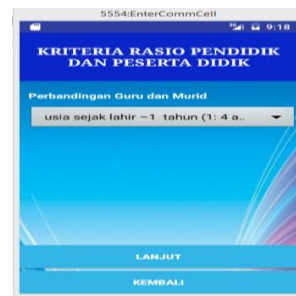 5554:EnterCommCell
9:18
KRITERIA RASIO PENDIDIK
DAN PESERTA DIDIK
Perbandingan Guru dan Murid
usia sejak lahir –1 tahun (1: 4 a..
LANJUT
KEMBALI